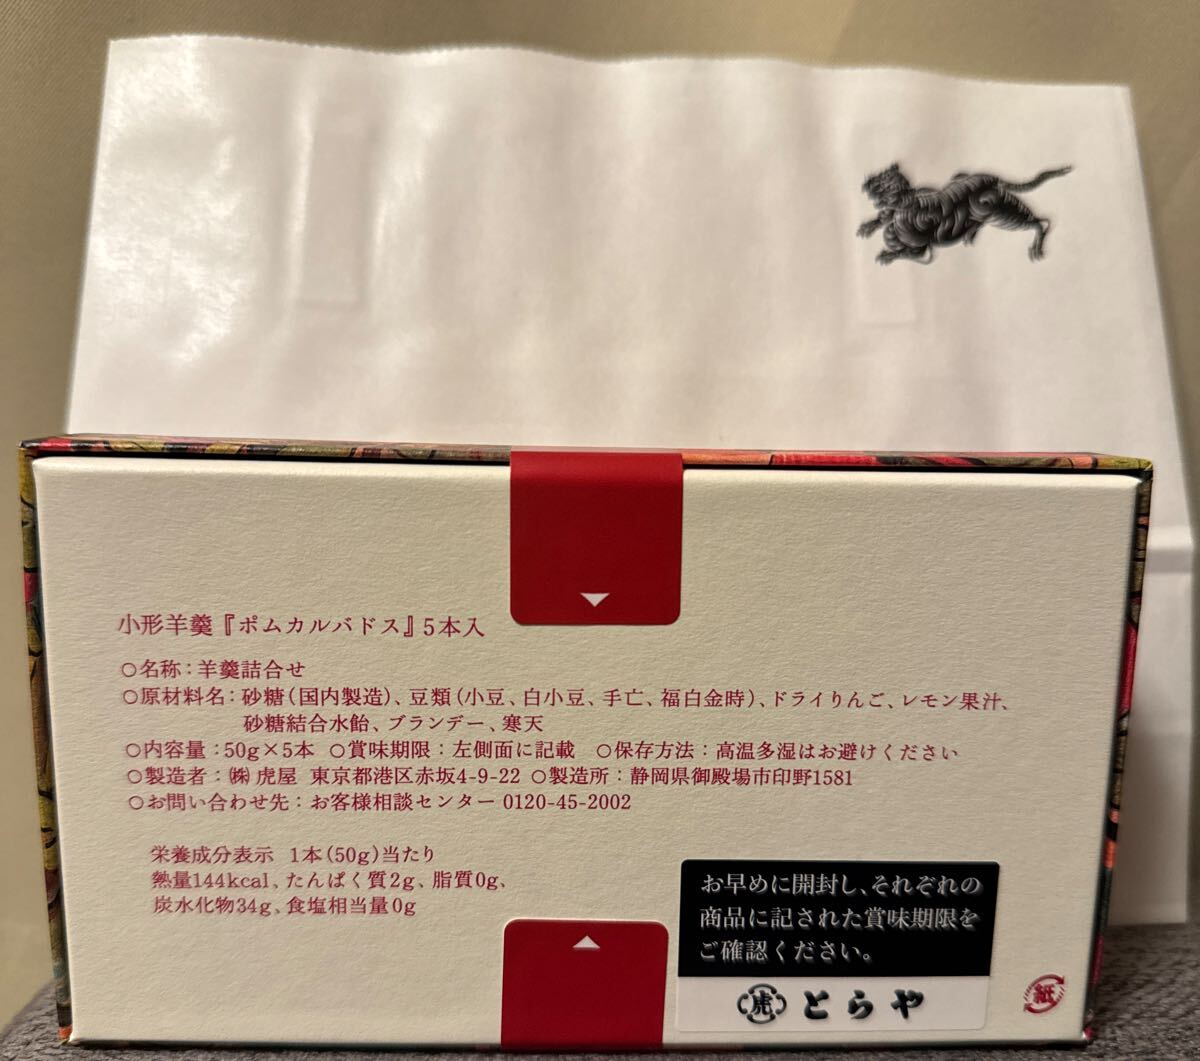 小形羊羹『ポムカルバドス』5本入
○名称:羊羹詰合せ
○原材料名:砂糖(国内製造)、豆類(小豆、白小豆、手亡、福白金時)、ドライりんご、レモン果汁、
砂糖結合水飴、ブランデー、寒天
○内容量:50g×5本 ○賞味期限:左側面に記載 ○保存方法:高温多湿はお避けください
○製造者:㈱虎屋 東京都港区赤坂4-9-22 ○製造所:静岡県御殿場市印野1581
○お問い合わせ先:お客様相談センター 0120-45-2002
栄養成分表示 1本(50g)当たり
熱量144kcal、たんぱく質2g、脂質0g、
炭水化物34g、食塩相当量0g
お早めに開封し、それぞれの
商品に記された賞味期限を
ご確認ください。
虎 とらや
紙